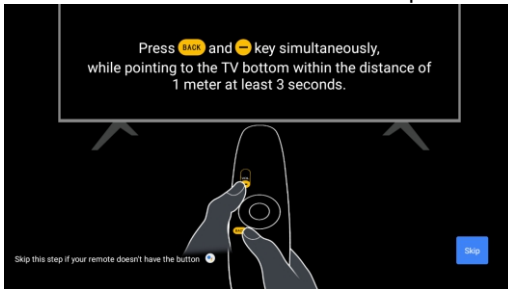 Press BACK and − key simultaneously,
while pointing to the TV bottom within the distance of
1 meter at least 3 seconds.
Skip this step if your remote doesn't have the button
Skip